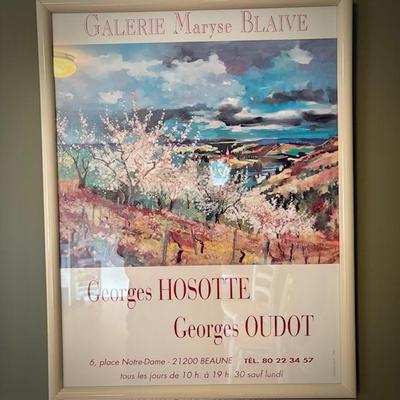 GALERIE Maryse BLAIVE
Georges HOSOTTE
Georges OUDOT
6, place Notre-Dame - 21200 BEAUNE • TÉL. 80 22 34 57
tous les jours de 10 h. à 19 h. 30 sauf lundi